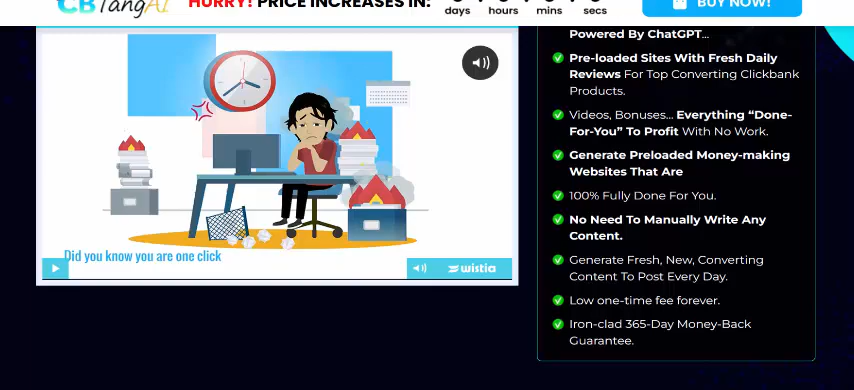 CBTangAI
HURRY! PRICE INCREASES IN:
days hours mins secs
BUY NOW!
Powered By ChatGPT...
Pre-loaded Sites With Fresh Daily
Reviews For Top Converting Clickbank
Products.
Videos, Bonuses... Everything “Done-
For-You” To Profit With No Work.
Generate Preloaded Money-making
Websites That Are
100% Fully Done For You.
No Need To Manually Write Any
Content.
Generate Fresh, New, Converting
Content To Post Every Day.
Low one-time fee forever.
Iron-clad 365-Day Money-Back
Guarantee.
Did you know you are one click
wistia